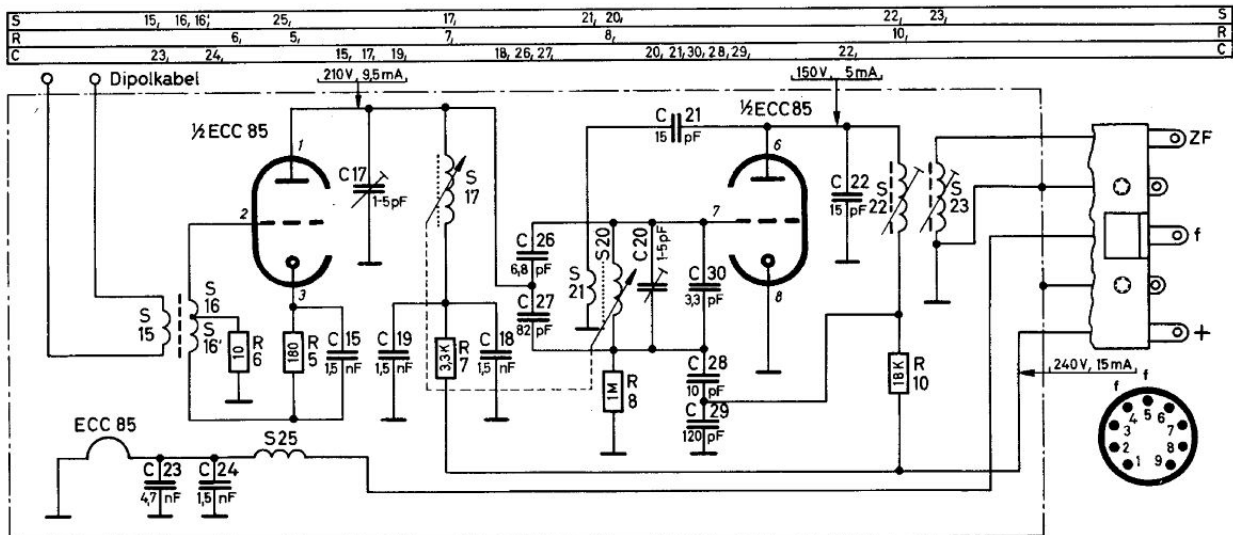 S 15, 16, 16', 25, 17, 21, 20, 22, 23, S
R 6, 5, 7, 8, 10, R
C 23, 24, 15, 17, 19, 18, 26, 27, 20, 21, 30, 28, 29, 22, C
Dipolkabel
210V, 9,5mA
150V, 5mA
½ECC 85
1
2
3
C17
1-5pF
S
17
C 21
15 pF
½ECC85
6
7
8
C 22
15 pF
S
22
S
23
ZF
f
+
C 26
6,8 pF
C 27
82 pF
S
21
S20
C20
1-5pF
C 30
3,3 pF
S
15
S
16
S
16'
10
R
6
180
R
5
C 15
1,5 nF
C 19
1,5 nF
3,3K
R
7
C 18
1,5 nF
1M
R
8
C 28
10 pF
C 29
120 pF
18K
R
10
240V, 15mA
ECC 85
C 23
4,7 nF
C 24
1,5 nF
S25
f f
1 2 3 4 5 6 7 8 9